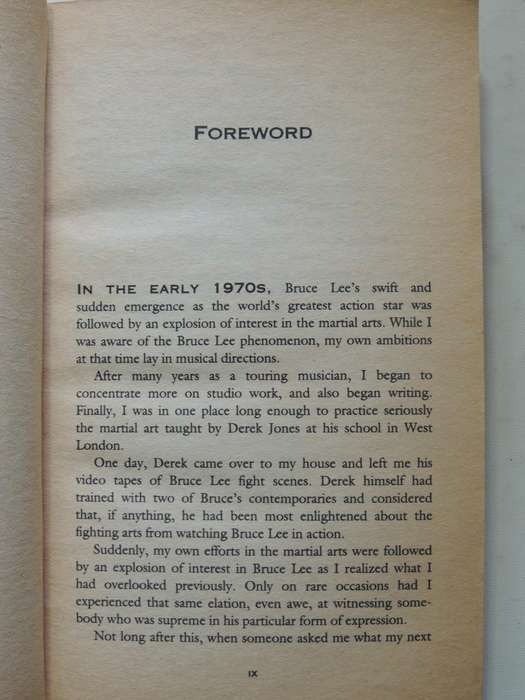 FOREWORD
IN THE EARLY 1970S, Bruce Lee's swift and
sudden emergence as the world's greatest action star was
followed by an explosion of interest in the martial arts. While I
was aware of the Bruce Lee phenomenon, my own ambitions
at that time lay in musical directions.
After many years as a touring musician, I began to
concentrate more on studio work, and also began writing.
Finally, I was in one place long enough to practice seriously
the martial art taught by Derek Jones at his school in West
London.
One day, Derek came over to my house and left me his
video tapes of Bruce Lee fight scenes. Derek himself had
trained with two of Bruce's contemporaries and considered
that, if anything, he had been most enlightened about the
fighting arts from watching Bruce Lee in action.
Suddenly, my own efforts in the martial arts were followed
by an explosion of interest in Bruce Lee as I realized what I
had overlooked previously. Only on rare occasions had I
experienced that same elation, even awe, at witnessing some-
body who was supreme in his particular form of expression.
Not long after this, when someone asked me what my next
IX